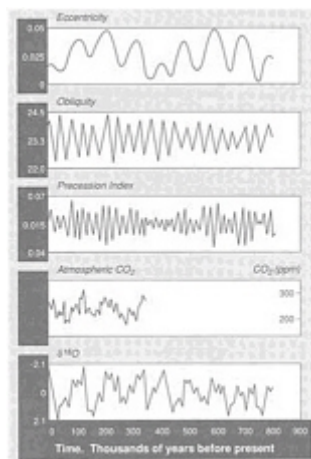 Eccentricity
0.05
0.025
0
Obliquity
24.5
23.3
22.0
Precession Index
0.07
0.015
0.04
Atmospheric CO₂ CO₂ (ppm)
300
200
δ¹⁸O
-2.1
0
2.1
0 100 200 300 400 500 600 700 800 900
Time. Thousands of years before present